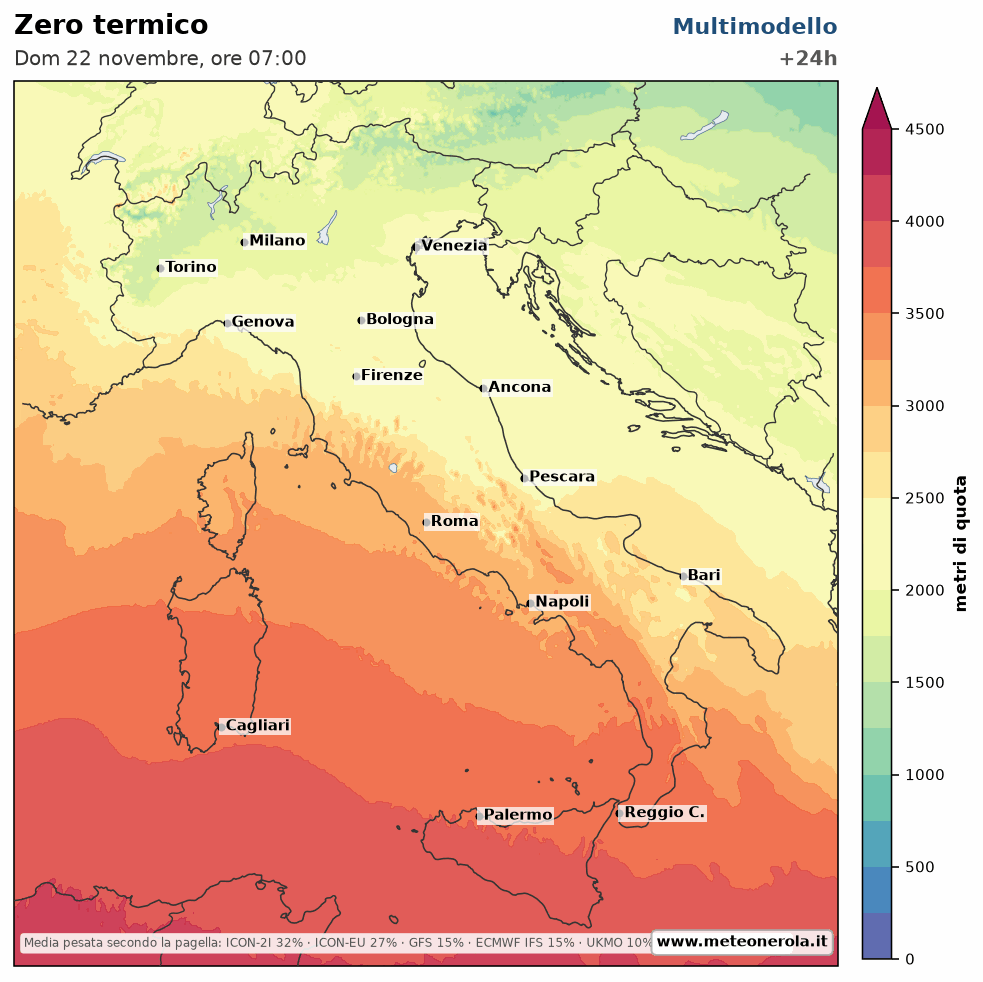 Zero termico
Multimodello
Dom 22 novembre, ore 07:00
+24h
4500
4000
3500
3000
2500
2000
1500
1000
500
0
metri di quota
Milano
Venezia
Torino
Genova
Bologna
Firenze
Ancona
Pescara
Roma
Bari
Napoli
Cagliari
Palermo
Reggio C.
Media pesata secondo la pagella: ICON-2I 32% · ICON-EU 27% · GFS 15% · ECMWF IFS 15% · UKMO 10%
www.meteonerola.it